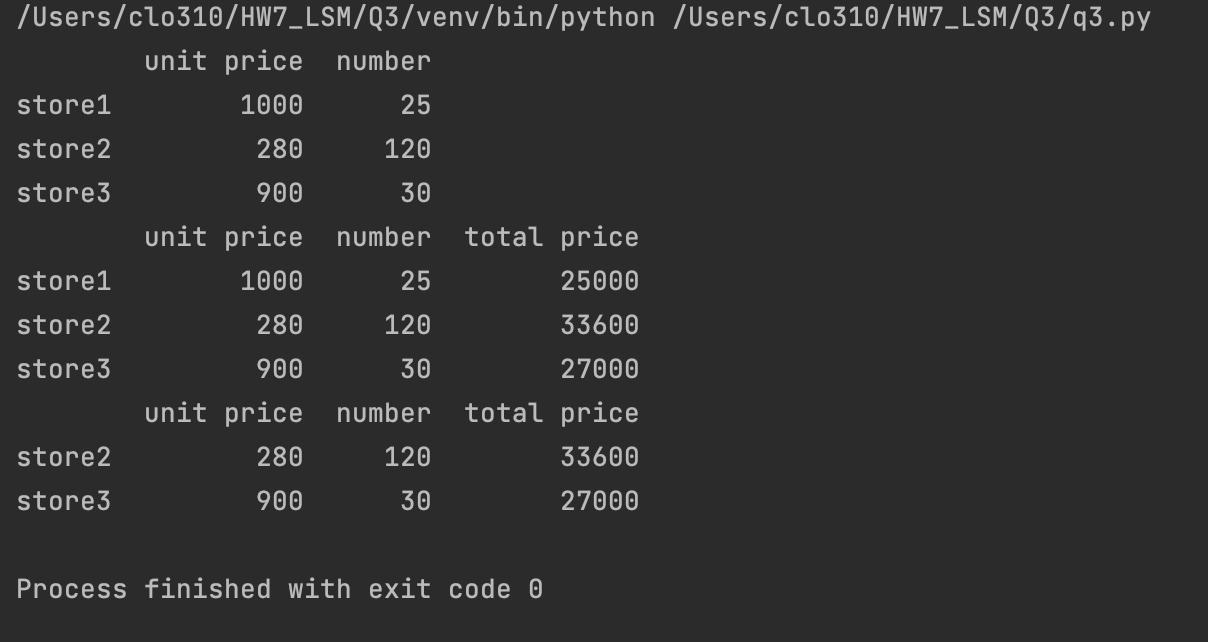 /Users/clo310/HW7_LSM/Q3/venv/bin/python /Users/clo310/HW7_LSM/Q3/q3.py
        unit price  number
store1        1000      25
store2         280     120
store3         900      30
        unit price  number  total price
store1        1000      25        25000
store2         280     120        33600
store3         900      30        27000
        unit price  number  total price
store2         280     120        33600
store3         900      30        27000

Process finished with exit code 0